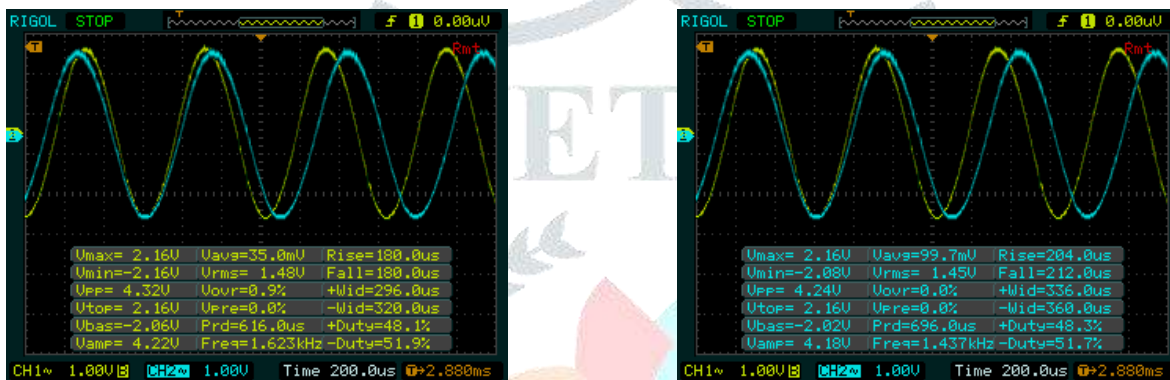 RIGOL STOP T f 1 0.00uV
T Rmt
Vmax= 2.16V Vavg=35.0mV Rise=180.0us
Vmin=-2.16V Vrms= 1.48V Fall=180.0us
Vpp= 4.32V Vovr=0.9% +Wid=296.0us
Vtop= 2.16V Vpre=0.0% -Wid=320.0us
Vbas=-2.06V Prd=616.0us +Duty=48.1%
Vamp= 4.22V Freq=1.623kHz -Duty=51.9%
CH1~ 1.00V B CH2~ 1.00V Time 200.0us T→2.880ms
RIGOL STOP T f 1 0.00uV
T Rmt
Vmax= 2.16V Vavg=99.7mV Rise=204.0us
Vmin=-2.08V Vrms= 1.45V Fall=212.0us
Vpp= 4.24V Vovr=0.0% +Wid=336.0us
Vtop= 2.16V Vpre=0.0% -Wid=360.0us
Vbas=-2.02V Prd=696.0us +Duty=48.3%
Vamp= 4.18V Freq=1.437kHz -Duty=51.7%
CH1~ 1.00V B CH2~ 1.00V Time 200.0us T→2.880ms
ET